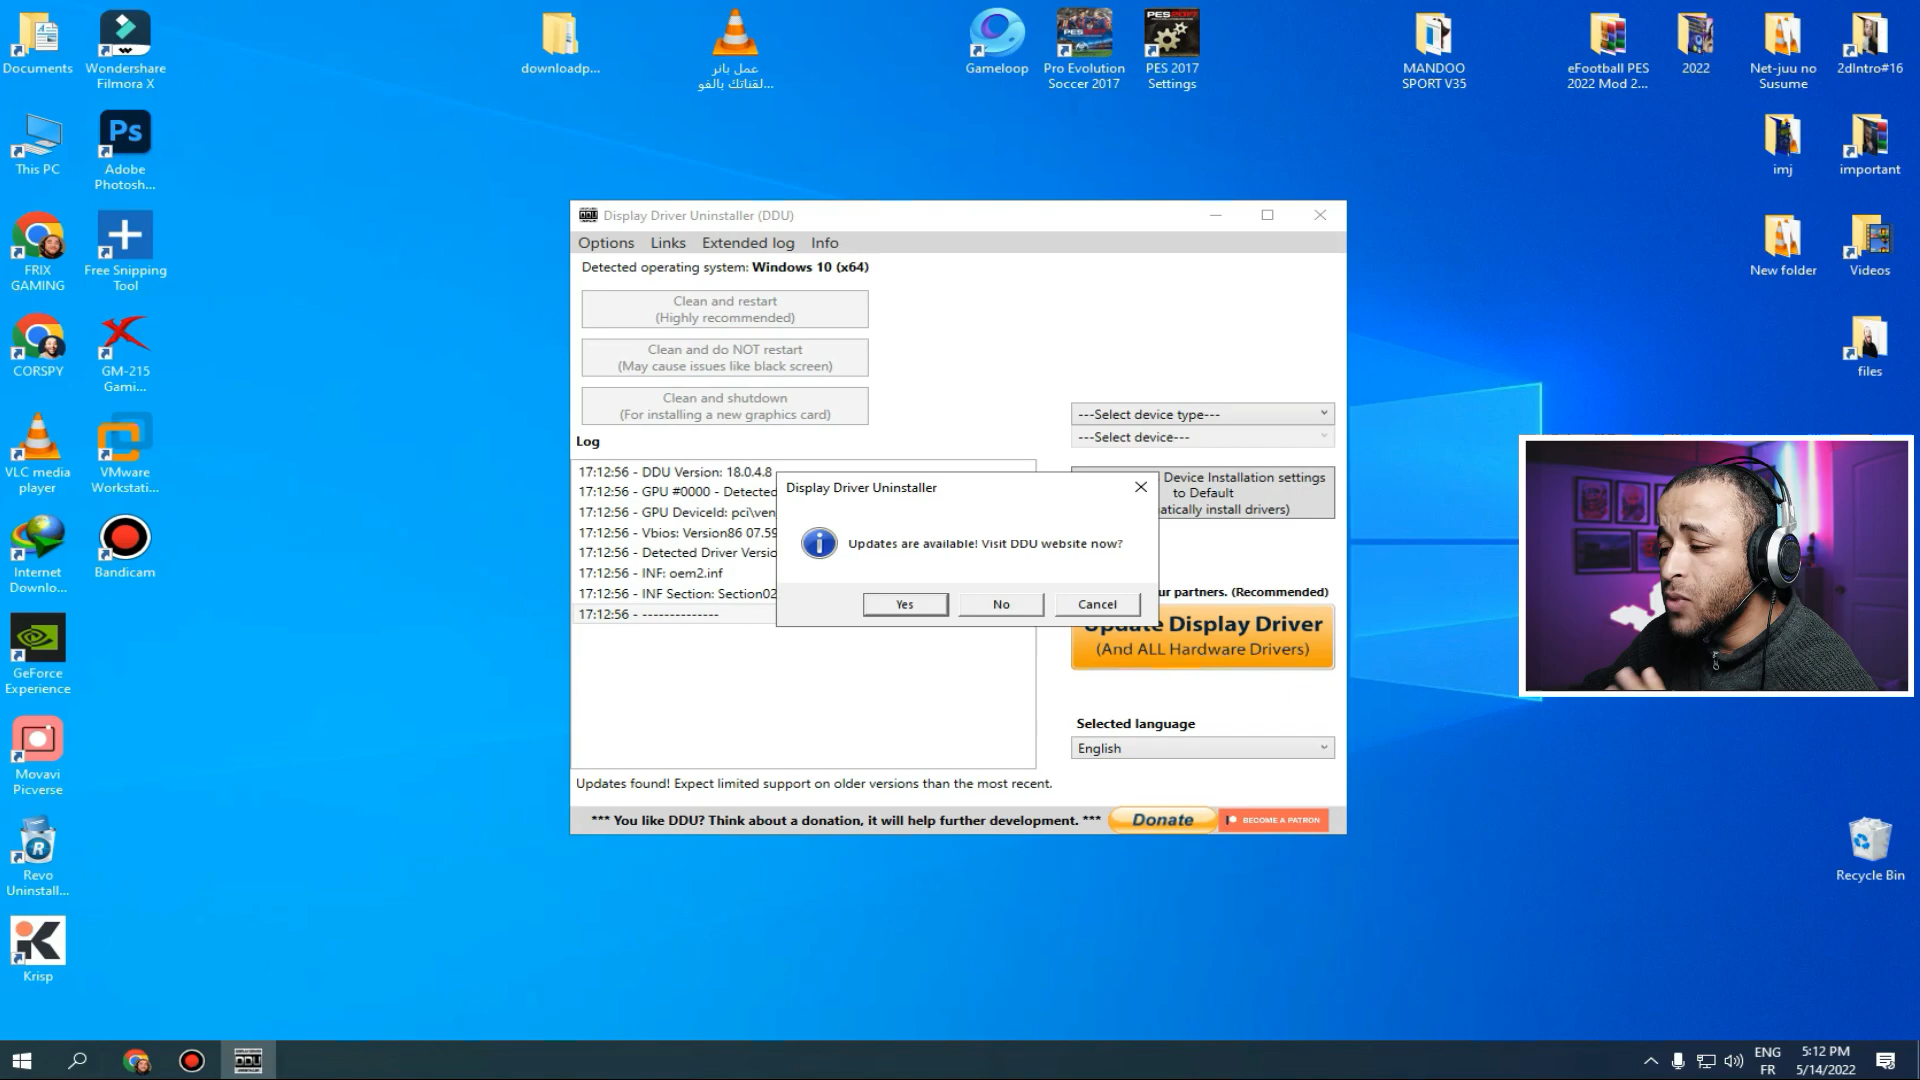 Documents
Wondershare
Filmora X
downloadp...
عمل بانر
لقناتك بالفو...
Gameloop
Pro Evolution
Soccer 2017
PES2017
PES 2017
Settings
MANDOO
SPORT V35
eFootball PES
2022 Mod 2...
2022
Net-juu no
Susume
2dIntro#16
This PC
Ps
Adobe
Photosh...
imj
important
FRIX
GAMING
Free Snipping
Tool
New folder
Videos
CORSPY
GM-215
Gami...
files
VLC media
player
VMware
Workstati...
Internet
Downlo...
Bandicam
GeForce
Experience
Movavi
Picverse
Revo
Uninstall...
Krisp
Recycle Bin
Display Driver Uninstaller (DDU)
Options Links Extended log Info
Detected operating system: Windows 10 (x64)
Clean and restart
(Highly recommended)
Clean and do NOT restart
(May cause issues like black screen)
Clean and shutdown
(For installing a new graphics card)
---Select device type---
---Select device---
Log
17:12:56 - DDU Version: 18.0.4.8
17:12:56 - GPU #0000 - Detected
17:12:56 - GPU DeviceId: pci\ven
17:12:56 - Vbios: Version86 07.59
17:12:56 - Detected Driver Versio
17:12:56 - INF: oem2.inf
17:12:56 - INF Section: Section02
17:12:56 - --------------
Device Installation settings
to Default
atically install drivers)
Display Driver Uninstaller
Updates are available! Visit DDU website now?
Yes No Cancel
ur partners. (Recommended)
Update Display Driver
(And ALL Hardware Drivers)
Selected language
English
Updates found! Expect limited support on older versions than the most recent.
*** You like DDU? Think about a donation, it will help further development. ***
Donate
BECOME A PATRON
DDU
ENG
FR
5:12 PM
5/14/2022